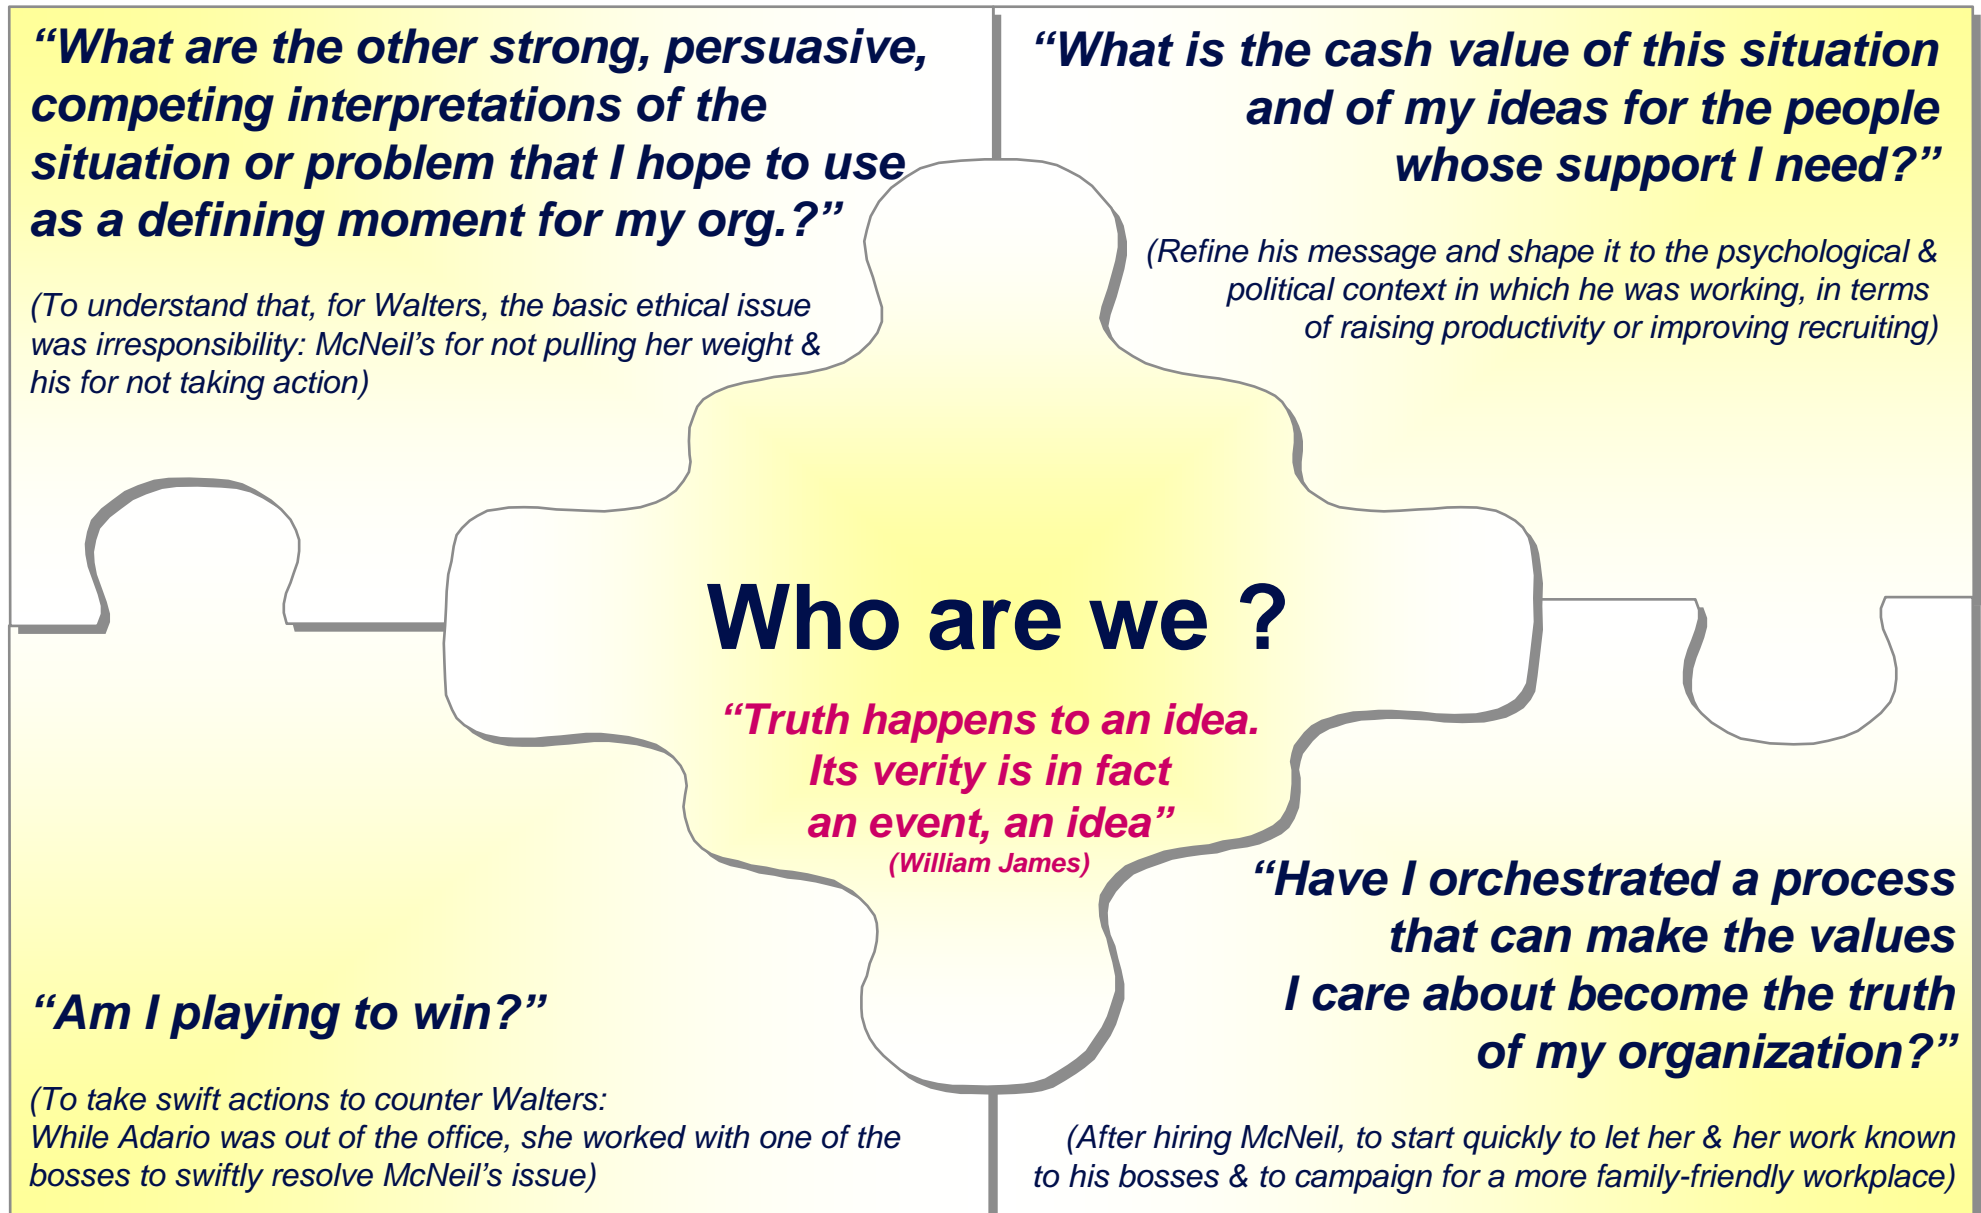 “What are the other strong, persuasive,
competing interpretations of the
situation or problem that I hope to use
as a defining moment for my org.?”
(To understand that, for Walters, the basic ethical issue
was irresponsibility: McNeil’s for not pulling her weight &
his for not taking action)
“What is the cash value of this situation
and of my ideas for the people
whose support I need?”
(Refine his message and shape it to the psychological &
political context in which he was working, in terms
of raising productivity or improving recruiting)
Who are we ?
“Truth happens to an idea.
Its verity is in fact
an event, an idea”
(William James)
“Am I playing to win?”
(To take swift actions to counter Walters:
While Adario was out of the office, she worked with one of the
bosses to swiftly resolve McNeil’s issue)
“Have I orchestrated a process
that can make the values
I care about become the truth
of my organization?”
(After hiring McNeil, to start quickly to let her & her work known
to his bosses & to campaign for a more family-friendly workplace)